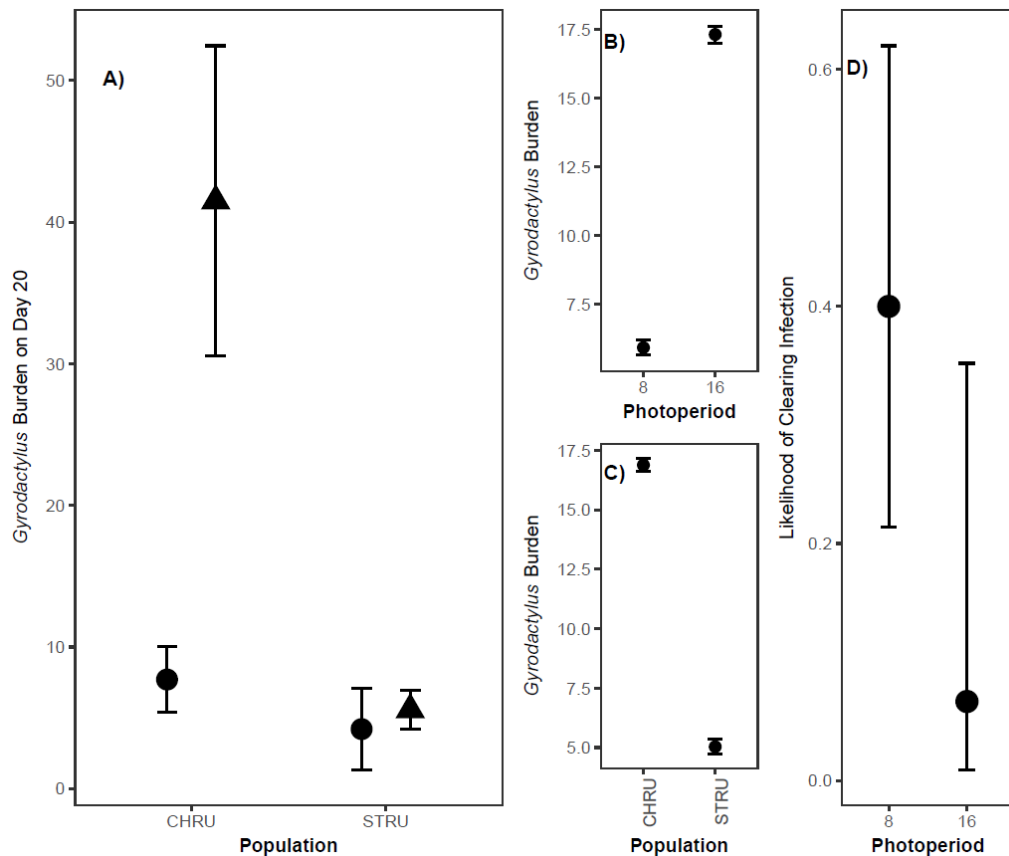 A)
Gyrodactylus Burden on Day 20
50
40
30
20
10
0
CHRU
STRU
Population
B)
Gyrodactylus Burden
17.5
15.0
12.5
10.0
7.5
8
16
Photoperiod
C)
Gyrodactylus Burden
17.5
15.0
12.5
10.0
7.5
5.0
CHRU
STRU
Population
D)
Likelihood of Clearing Infection
0.6
0.4
0.2
0.0
8
16
Photoperiod